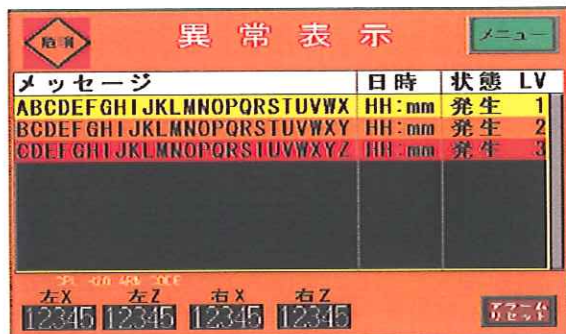 異常表示 メニュー
メッセージ 日時 状態 LV
ABCDEFGHIJKLMNOPQRSTUVWX HH:mm 発生 1
BCDEFGHIJKLMNOPQRSTUVWXY HH:mm 発生 2
CDEFGHIJKLMNOPQRSTUVWXYZ HH:mm 発生 3
左X 左Z 右X 右Z
12345 12345 12345 12345
アラーム
リセット